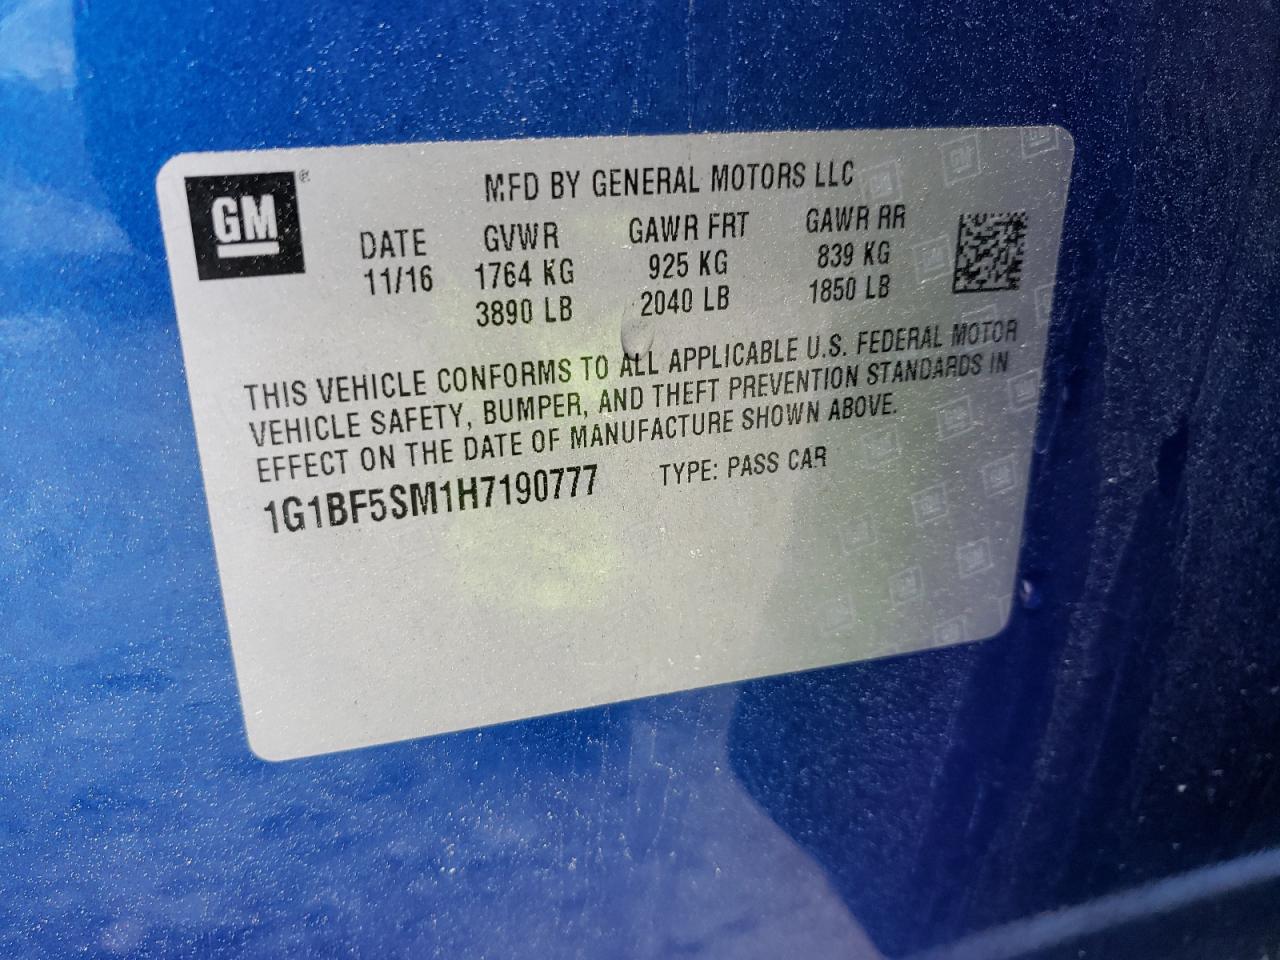 GM®
MFD BY GENERAL MOTORS LLC
DATE GVWR GAWR FRT GAWR RR
11/16 1764 KG 925 KG 839 KG
3890 LB 2040 LB 1850 LB
THIS VEHICLE CONFORMS TO ALL APPLICABLE U.S. FEDERAL MOTOR
VEHICLE SAFETY, BUMPER, AND THEFT PREVENTION STANDARDS IN
EFFECT ON THE DATE OF MANUFACTURE SHOWN ABOVE.
1G1BF5SM1H7190777 TYPE: PASS CAR